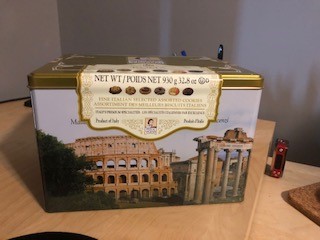 NET WT/POIDS NET 930 g 32.8 oz
FINE ITALIAN SELECTED ASSORTED COOKIES
ASSORTIMENT DES MEILLEURS BISCUITS ITALIENS
Product of Italy
Produit d'Italie